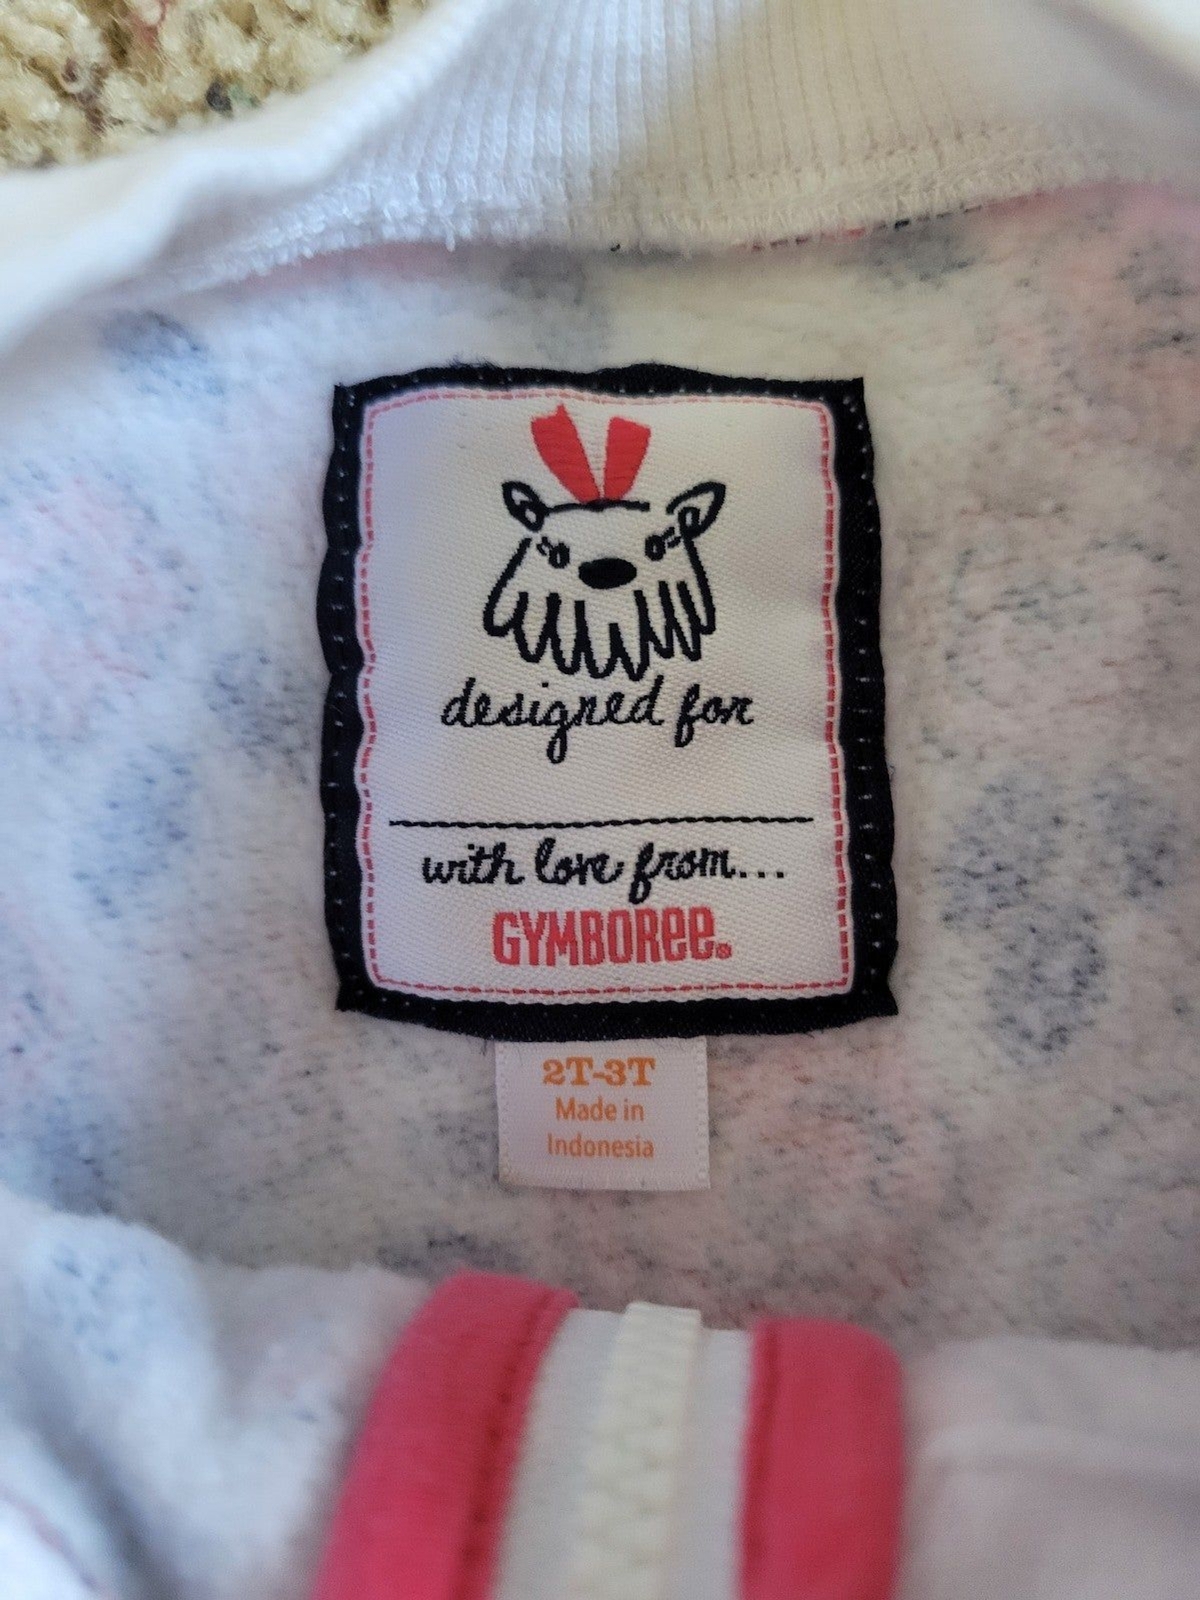 designed for
with love from...
GYMBORee®
2T-3T
Made in
Indonesia